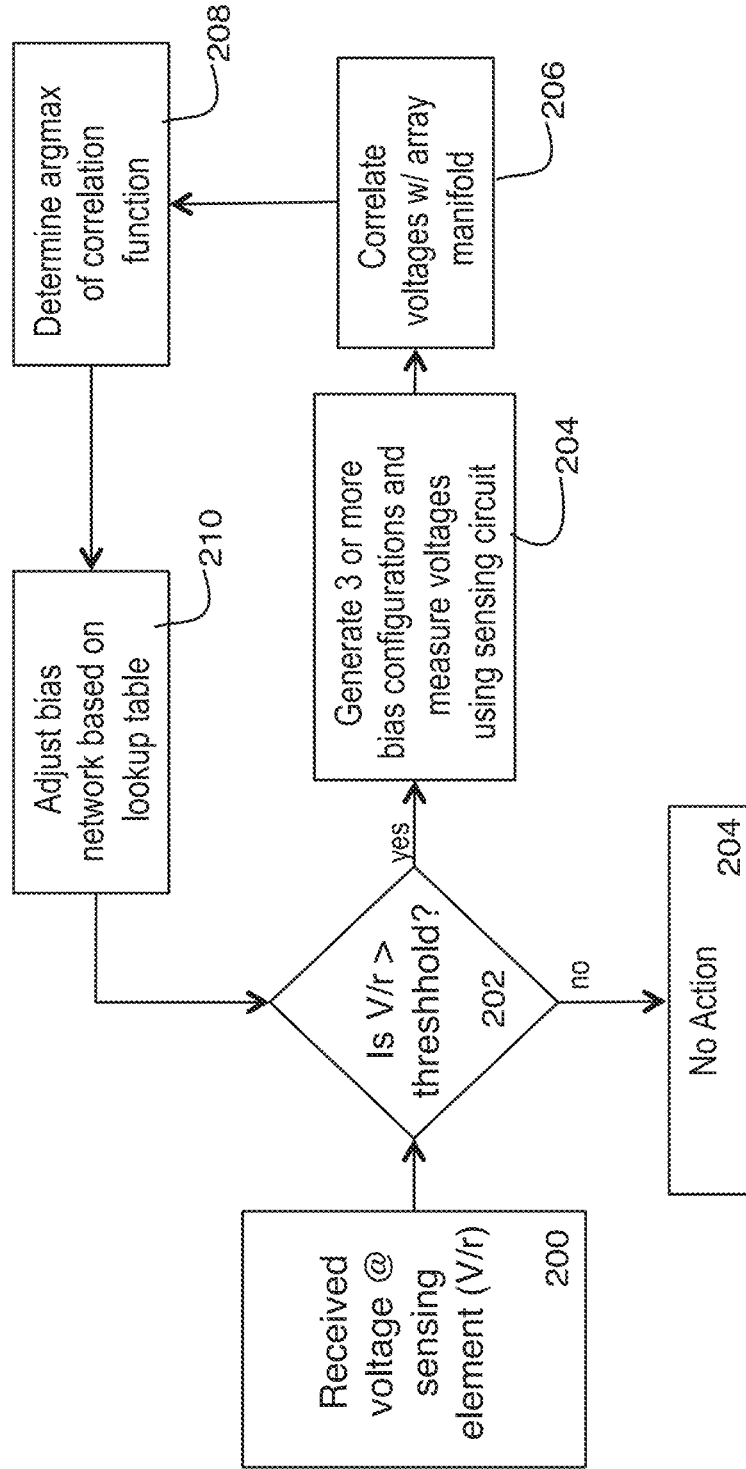 Received
voltage @
sensing
element (V/r)
200
Is V/r >
threshhold?
202
yes
no
No Action
204
Generate 3 or more
bias configurations and
measure voltages
using sensing circuit
204
Correlate
voltages w/ array
manifold
206
Determine argmax
of correlation
function
208
Adjust bias
network based on
lookup table
210